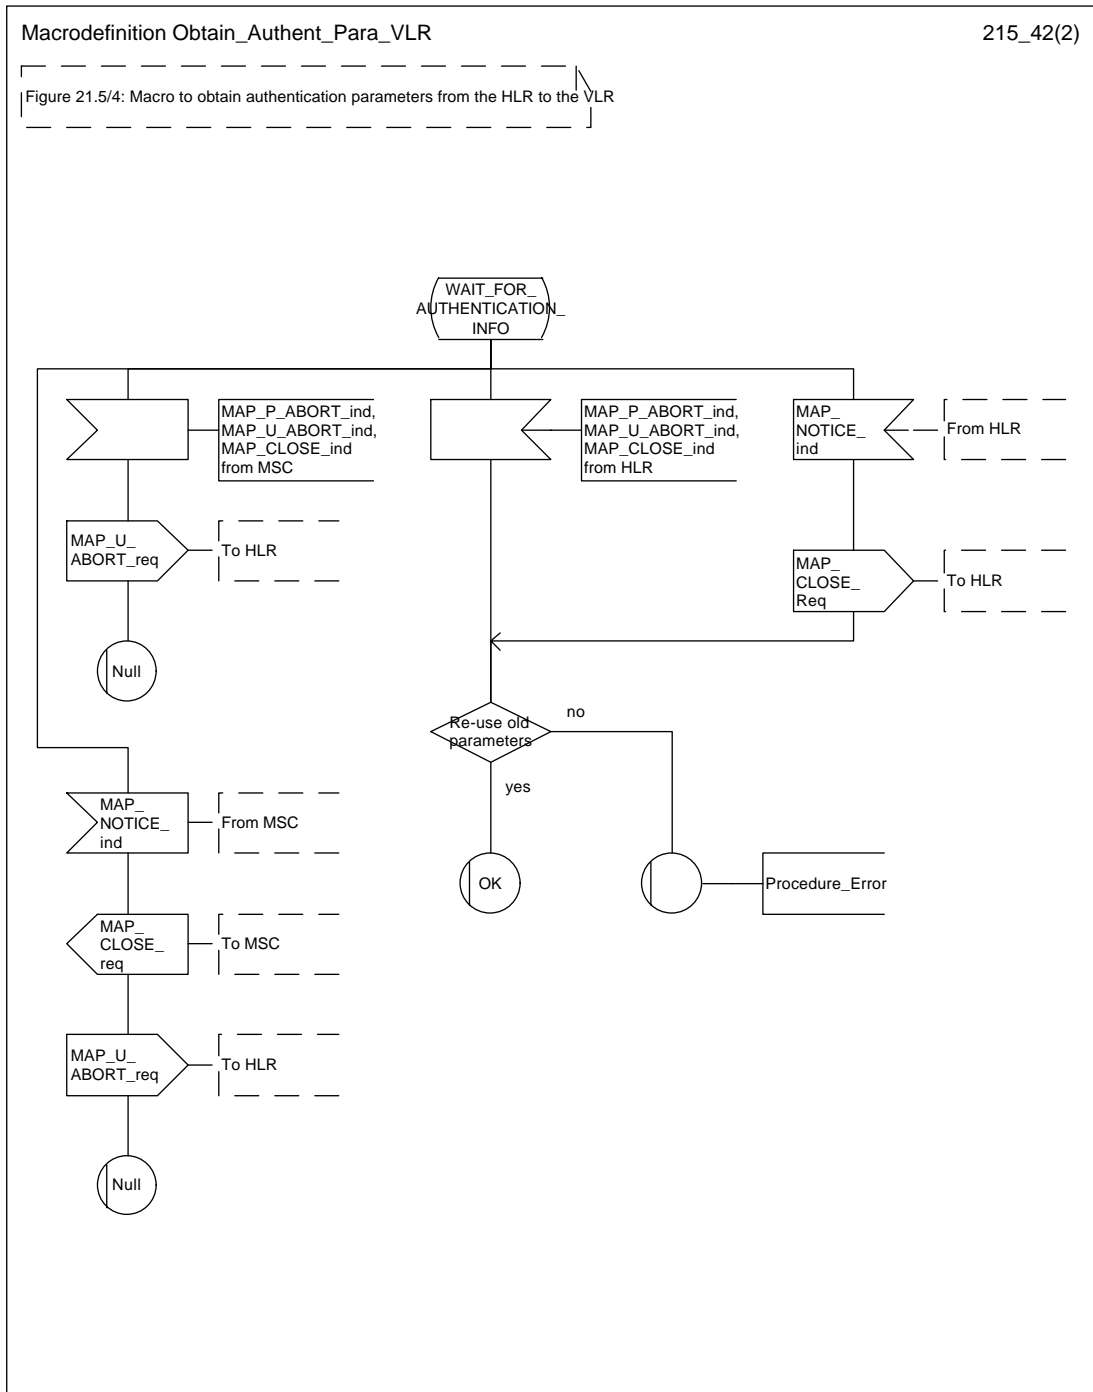 Macrodefinition Obtain_Authent_Para_VLR
215_42(2)
Figure 21.5/4: Macro to obtain authentication parameters from the HLR to the VLR
WAIT_FOR_
AUTHENTICATION_
INFO
MAP_P_ABORT_ind,
MAP_U_ABORT_ind,
MAP_CLOSE_ind
from MSC
MAP_P_ABORT_ind,
MAP_U_ABORT_ind,
MAP_CLOSE_ind
from HLR
MAP_
NOTICE_
ind
From HLR
MAP_U_
ABORT_req
To HLR
MAP_
CLOSE_
Req
To HLR
Null
Re-use old
parameters
no
yes
MAP_
NOTICE_
ind
From MSC
OK
Procedure_Error
MAP_
CLOSE_
req
To MSC
MAP_U_
ABORT_req
To HLR
Null